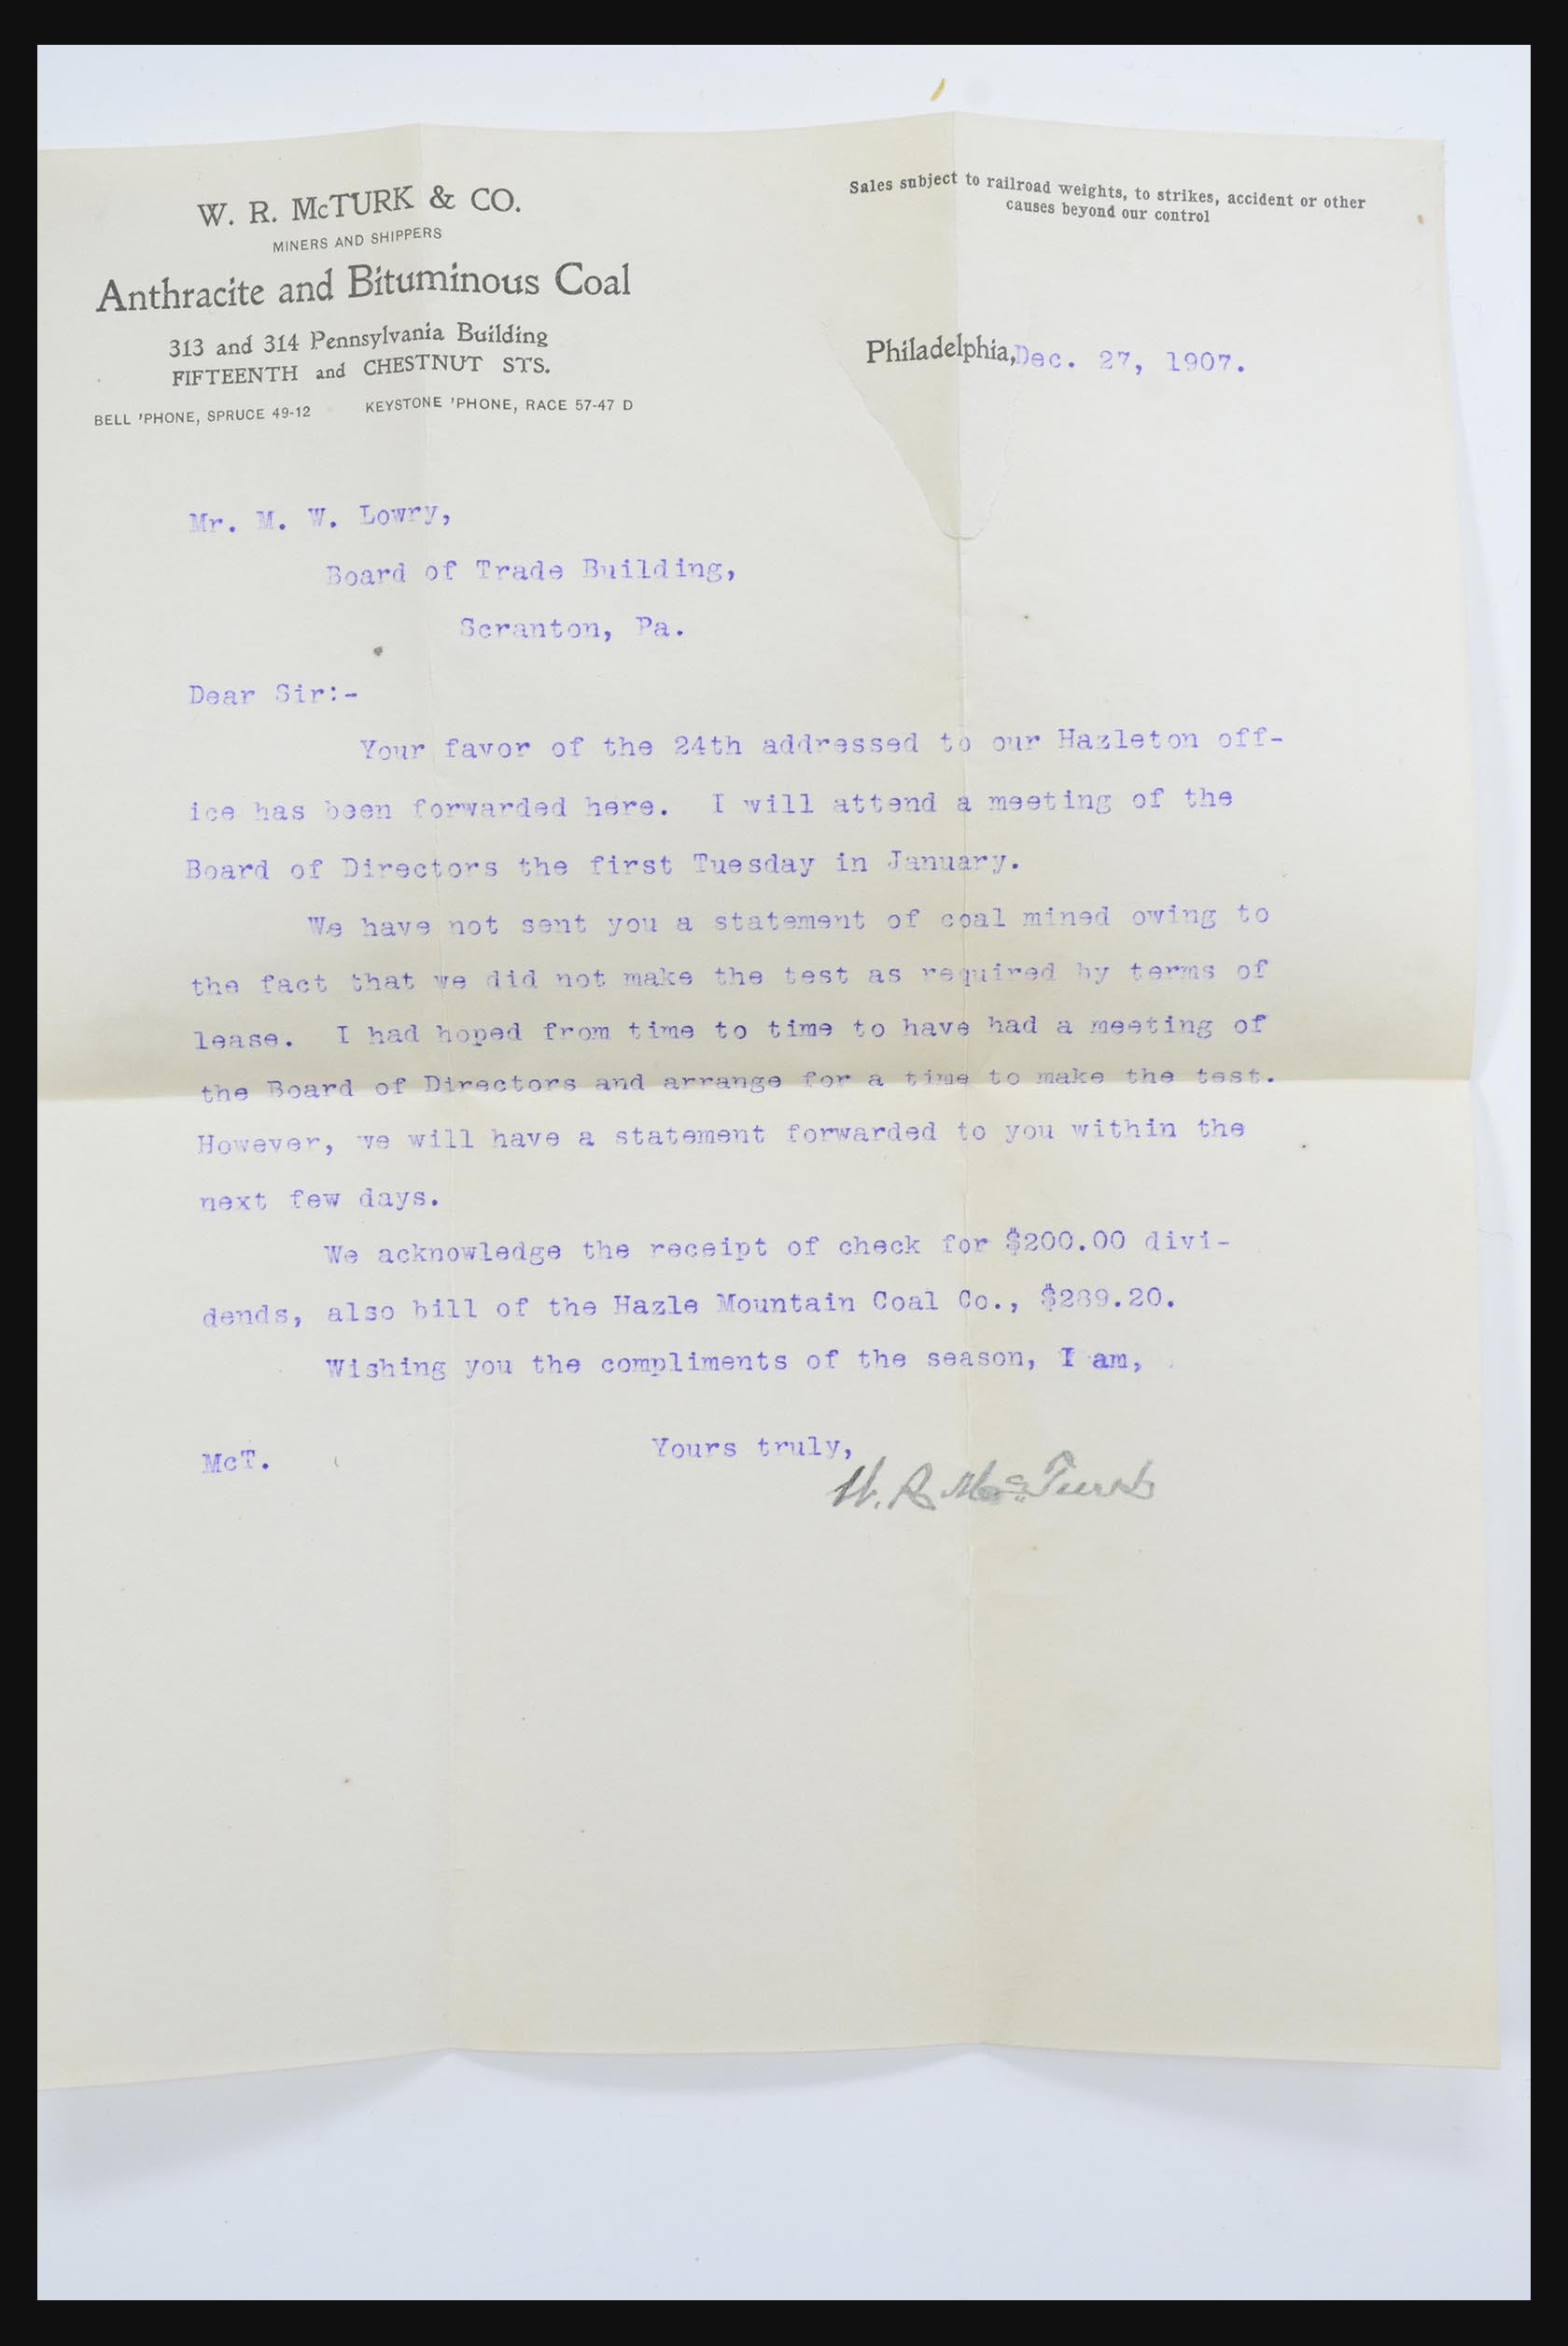 W. R. McTURK & CO.
MINERS AND SHIPPERS
Anthracite and Bituminous Coal
313 and 314 Pennsylvania Building
FIFTEENTH and CHESTNUT STS.
BELL 'PHONE, SPRUCE 49-12 KEYSTONE 'PHONE, RACE 57-47 D
Sales subject to railroad weights, to strikes, accident or other
causes beyond our control
Philadelphia, Dec. 27, 1907.
Mr. M. W. Lowry,
Board of Trade Building,
Scranton, Pa.
Dear Sir:-
Your favor of the 24th addressed to our Hazleton off-
ice has been forwarded here. I will attend a meeting of the
Board of Directors the first Tuesday in January.
We have not sent you a statement of coal mined owing to
the fact that we did not make the test as required by terms of
lease. I had hoped from time to time to have had a meeting of
the Board of Directors and arrange for a time to make the test.
However, we will have a statement forwarded to you within the
next few days.
We acknowledge the receipt of check for $200.00 divi-
dends, also bill of the Hazle Mountain Coal Co., $289.20.
Wishing you the compliments of the season, I am,
Yours truly,
McT.
W. R. McTurk